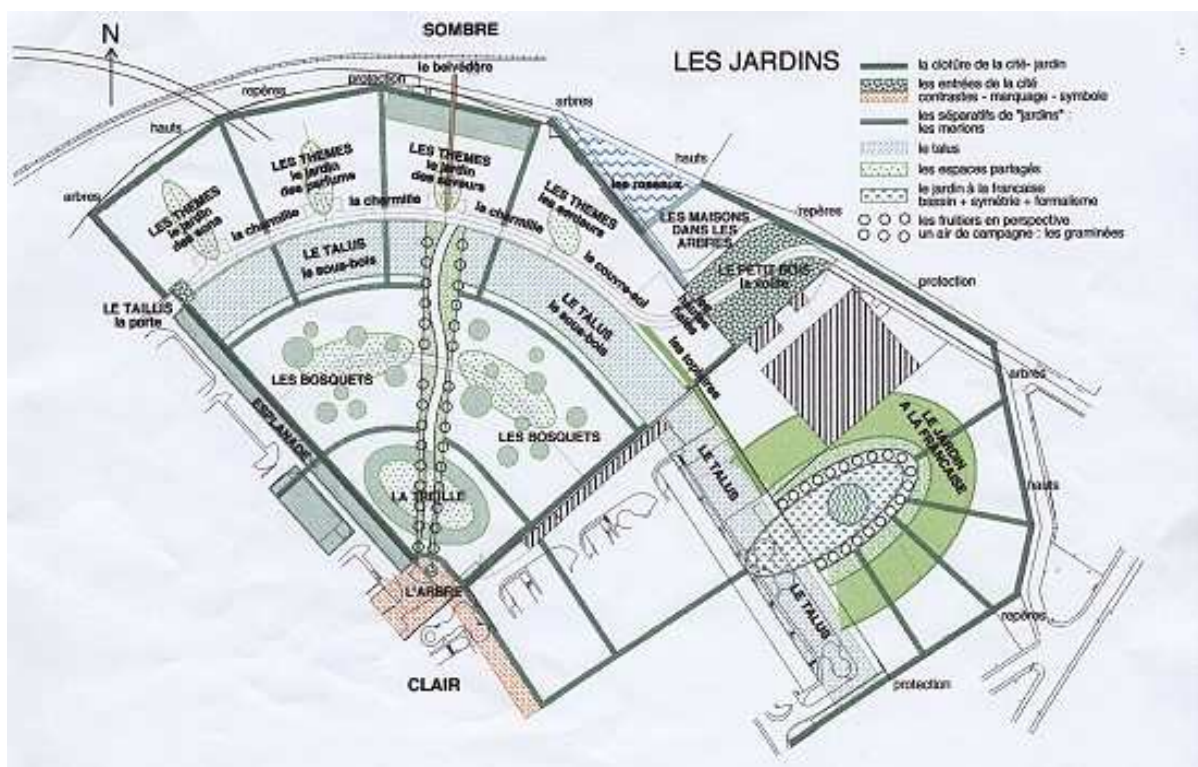 N
SOMBRE
le belvédère
LES JARDINS
la clotûre de la cité- jardin
les entrées de la cité
contrastes - marquage - symbole
les séparatifs de "jardins" :
les merlons
le talus
les espaces partagés
le jardin à la francaise
bassin + symétrie + formalisme
les fruitiers en perspective
un air de campagne : les graminées
protection
repères
hauts
arbres
arbres
hauts
repères
protection
arbres
hauts
repères
protection
LES THEMES
le jardin
des sons
LES THEMES
le jardin
des parfums
LES THEMES
le jardin
des saveurs
LES THEMES
les senteurs
la charmille
la charmille
la charmille
le couvre-sol
les roseaux
LES MAISONS
DANS LES
ARBRES
LE PETIT BOIS
LE TALUS
le sous-bois
LE TALUS
le sous-bois
LE TAILLIS
la porte
LES BOSQUETS
LES BOSQUETS
ESPLANADE
LA TREILLE
L'ARBRE
CLAIR
LE TALUS
LE TALUS
LE JARDIN
A LA FRANCAISE